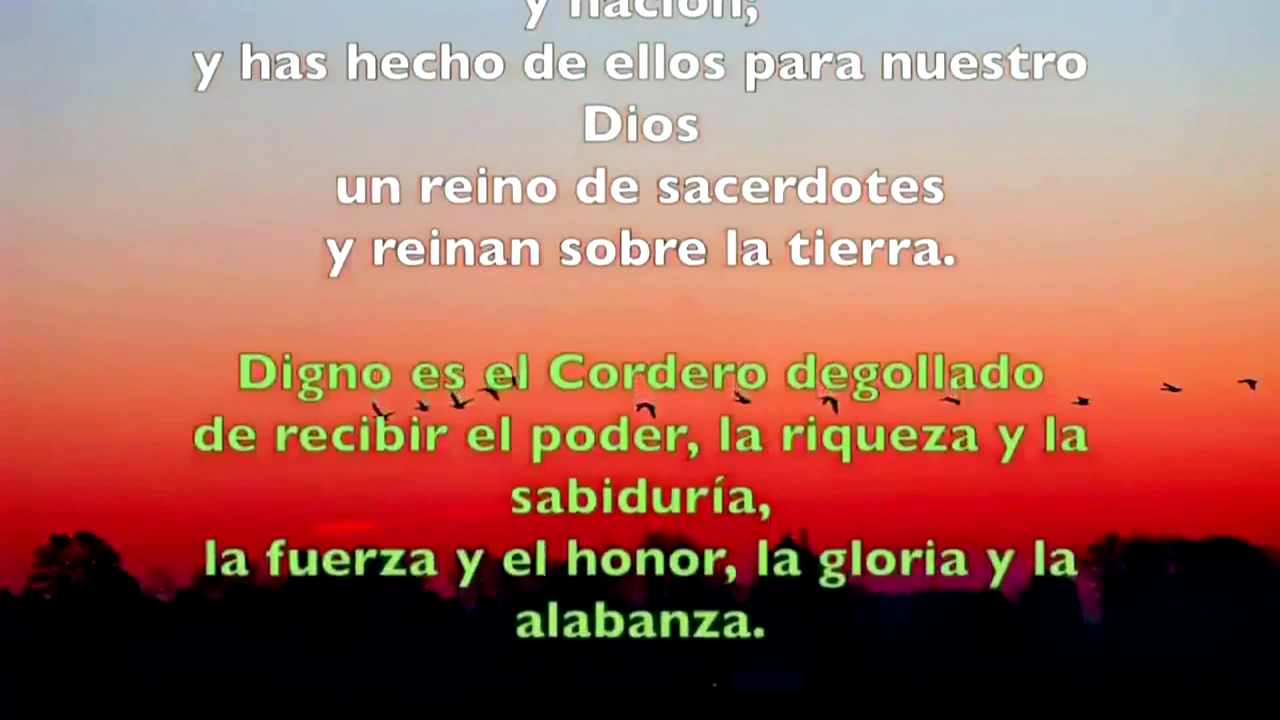 y nación;
y has hecho de ellos para nuestro
Dios
un reino de sacerdotes
y reinan sobre la tierra.
Digno es el Cordero degollado
de recibir el poder, la riqueza y la
sabiduría,
la fuerza y el honor, la gloria y la
alabanza.